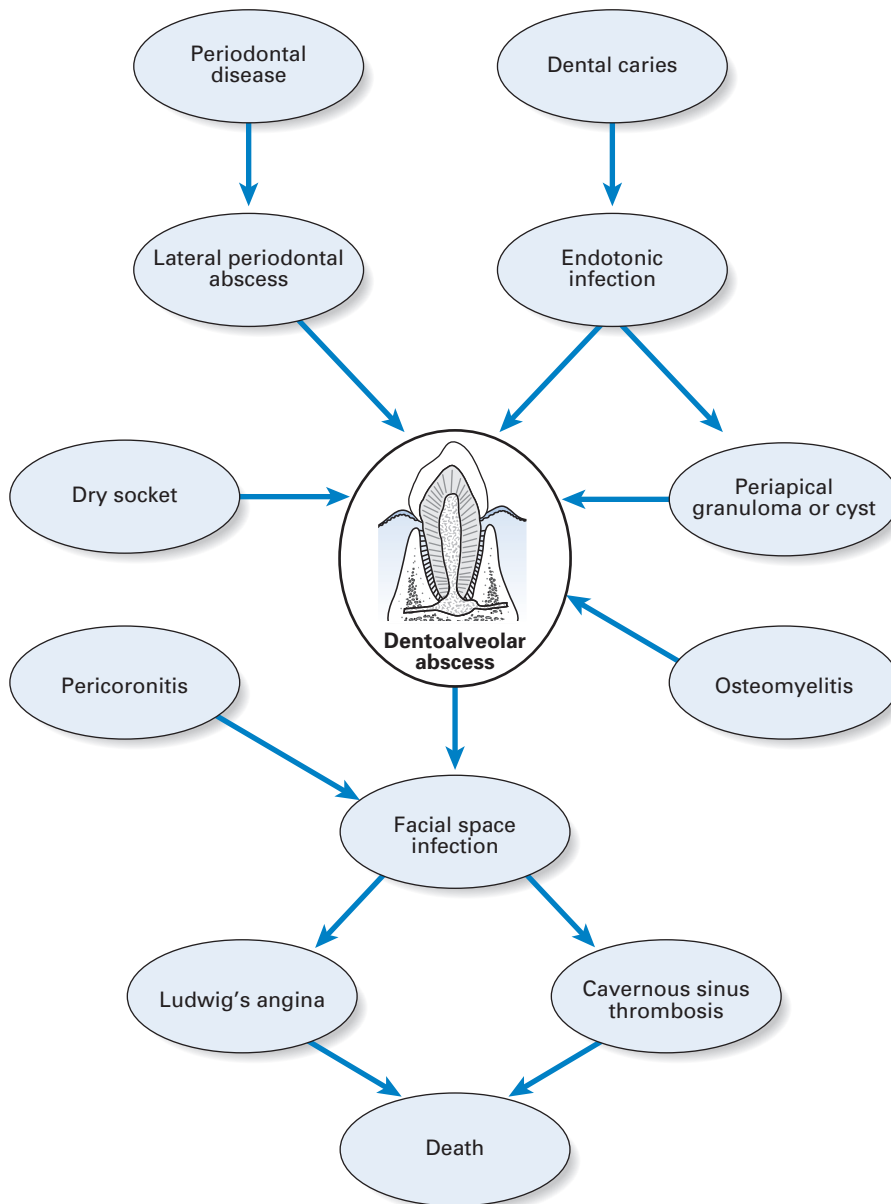 Periodontal
disease
Dental caries
Lateral periodontal
abscess
Endotonic
infection
Dry socket
Periapical
granuloma or cyst
Dentoalveolar
abscess
Pericoronitis
Osteomyelitis
Facial space
infection
Ludwig's angina
Cavernous sinus
thrombosis
Death